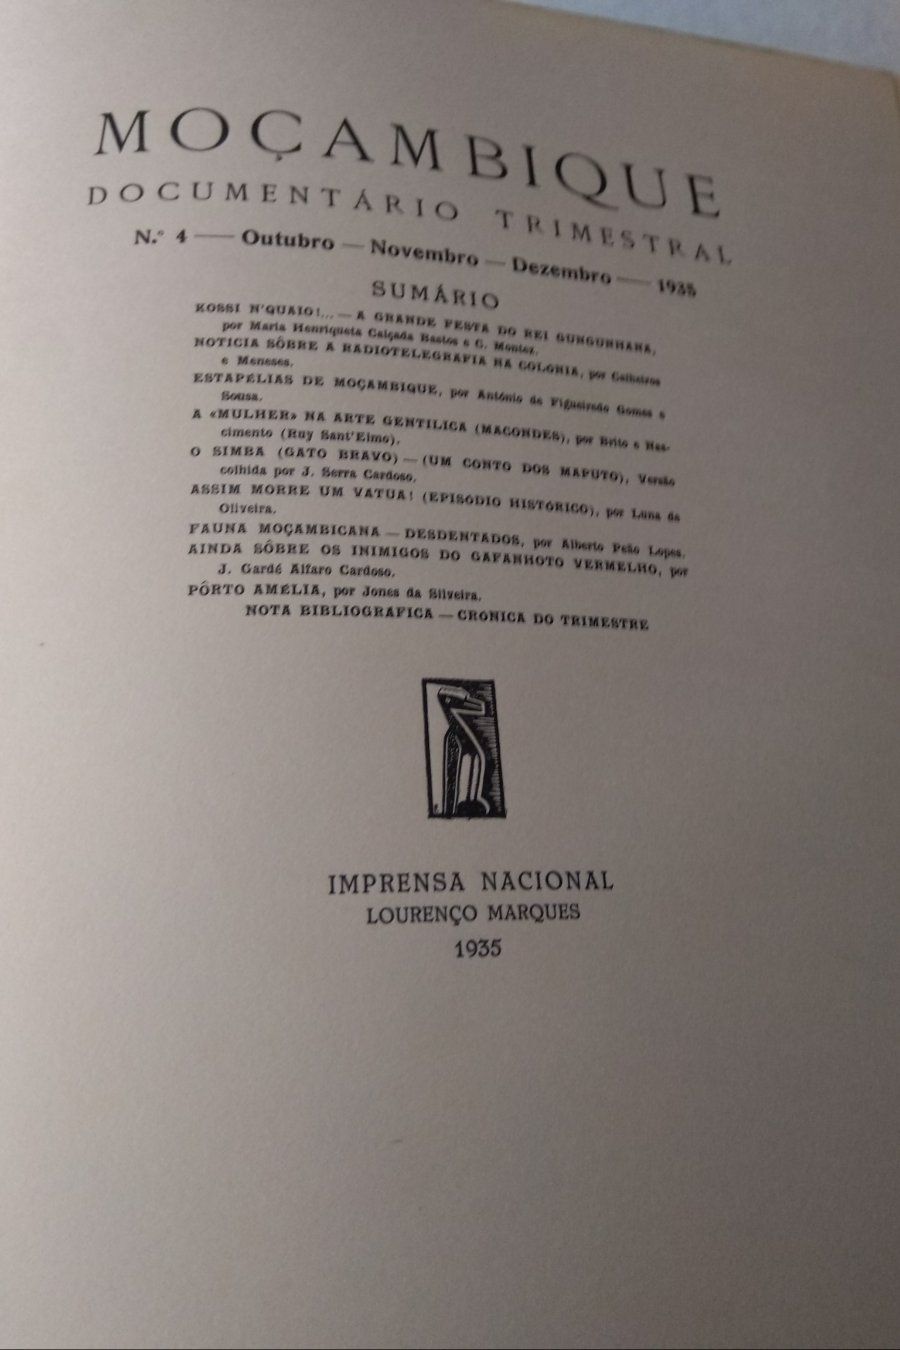 MOÇAMBIQUE
DOCUMENTÁRIO TRIMESTRAL
N.º 4 — Outubro — Novembro — Dezembro — 1935
SUMÁRIO
KOSSI N'QUAIO!... — A GRANDE FESTA DO REI GUNGUNHANA,
por Maria Henriqueta Calçada Bastos e C. Montez.
NOTICIA SÔBRE A RADIOTELEGRAFIA NA COLONIA, por Calheiros
e Meneses.
ESTAPÉLIAS DE MOÇAMBIQUE, por António de Figueiredo Gomes e
Sousa.
A «MULHER» NA ARTE GENTILICA (MACONDES), por Brito e Nas-
cimento (Ruy Sant'Elmo).
O SIMBA (GATO BRAVO) — (UM CONTO DOS MAPUTO), Versão
colhida por J. Serra Cardoso.
ASSIM MORRE UM VATUA! (EPISÓDIO HISTÓRICO), por Luna de
Oliveira.
FAUNA MOÇAMBICANA — DESDENTADOS, por Alberto Peão Lopes.
AINDA SÔBRE OS INIMIGOS DO GAFANHOTO VERMELHO, por
J. Gardé Alfaro Cardoso.
PÔRTO AMÉLIA, por Jones da Silveira.
NOTA BIBLIOGRAFICA — CRONICA DO TRIMESTRE
IMPRENSA NACIONAL
LOURENÇO MARQUES
1935